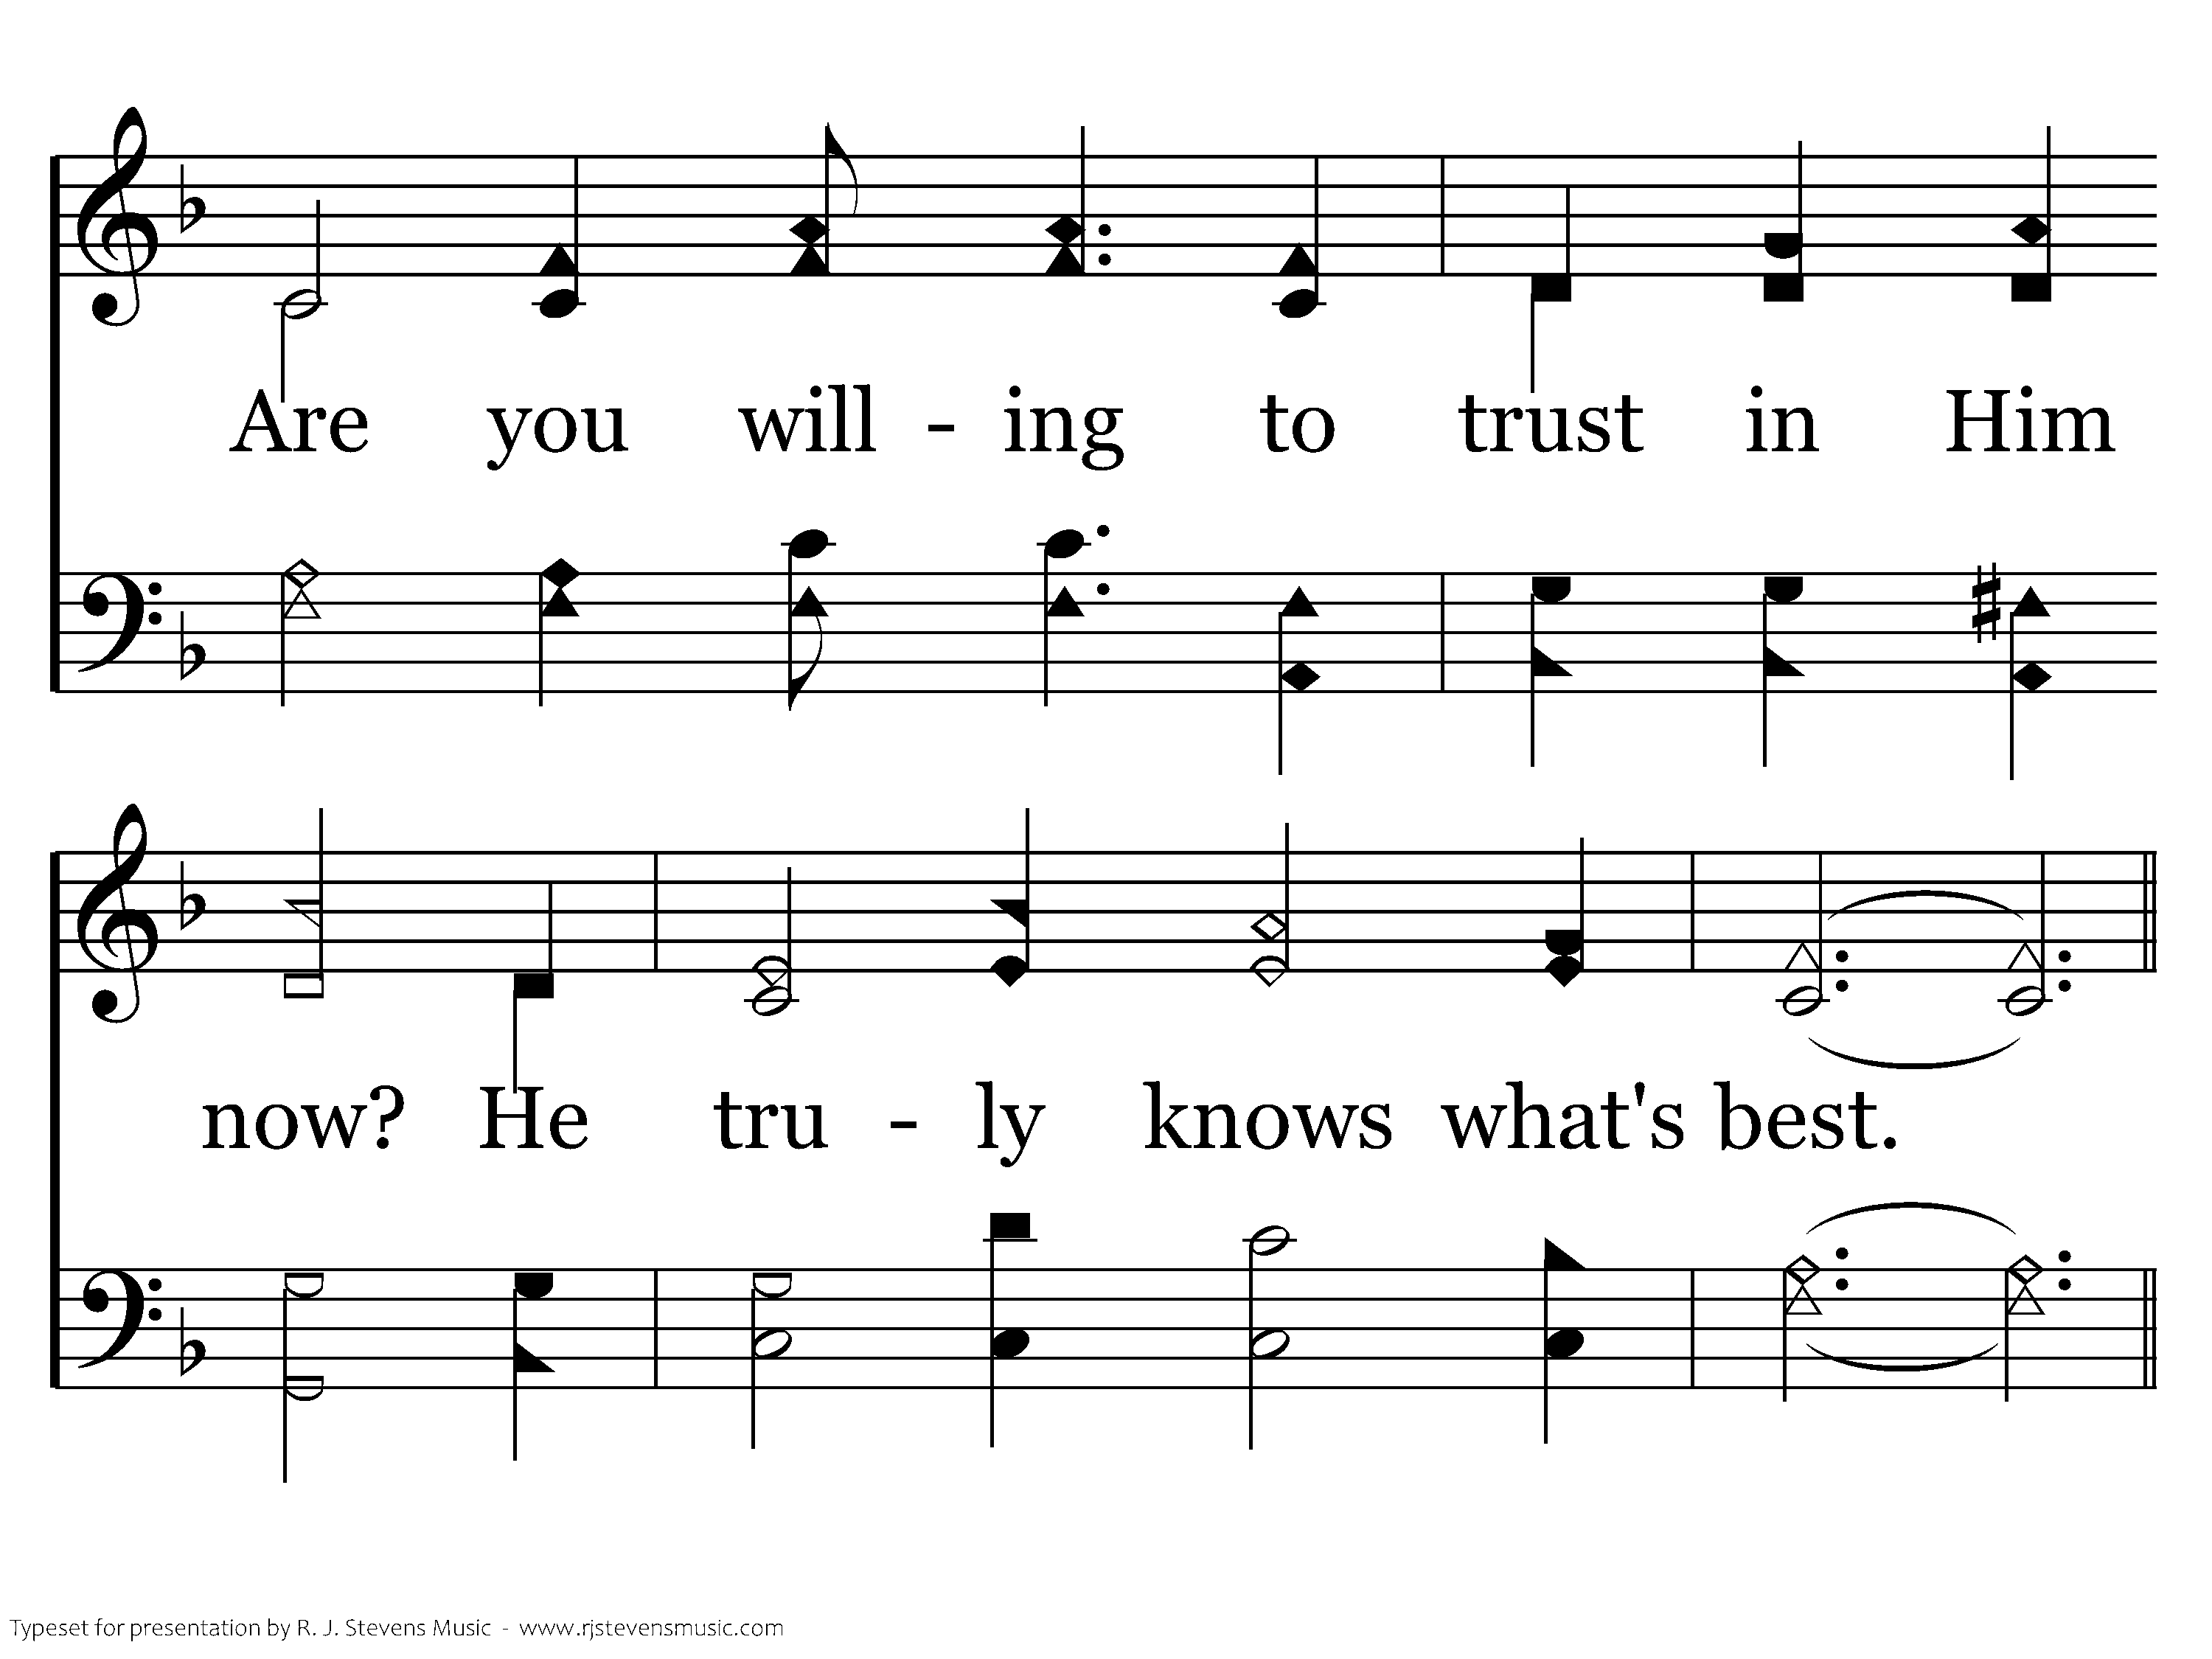 Are you will - ing to trust in Him
now? He tru - ly knows what's best.
Typeset for presentation by R. J. Stevens Music - www.rjstevensmusic.com